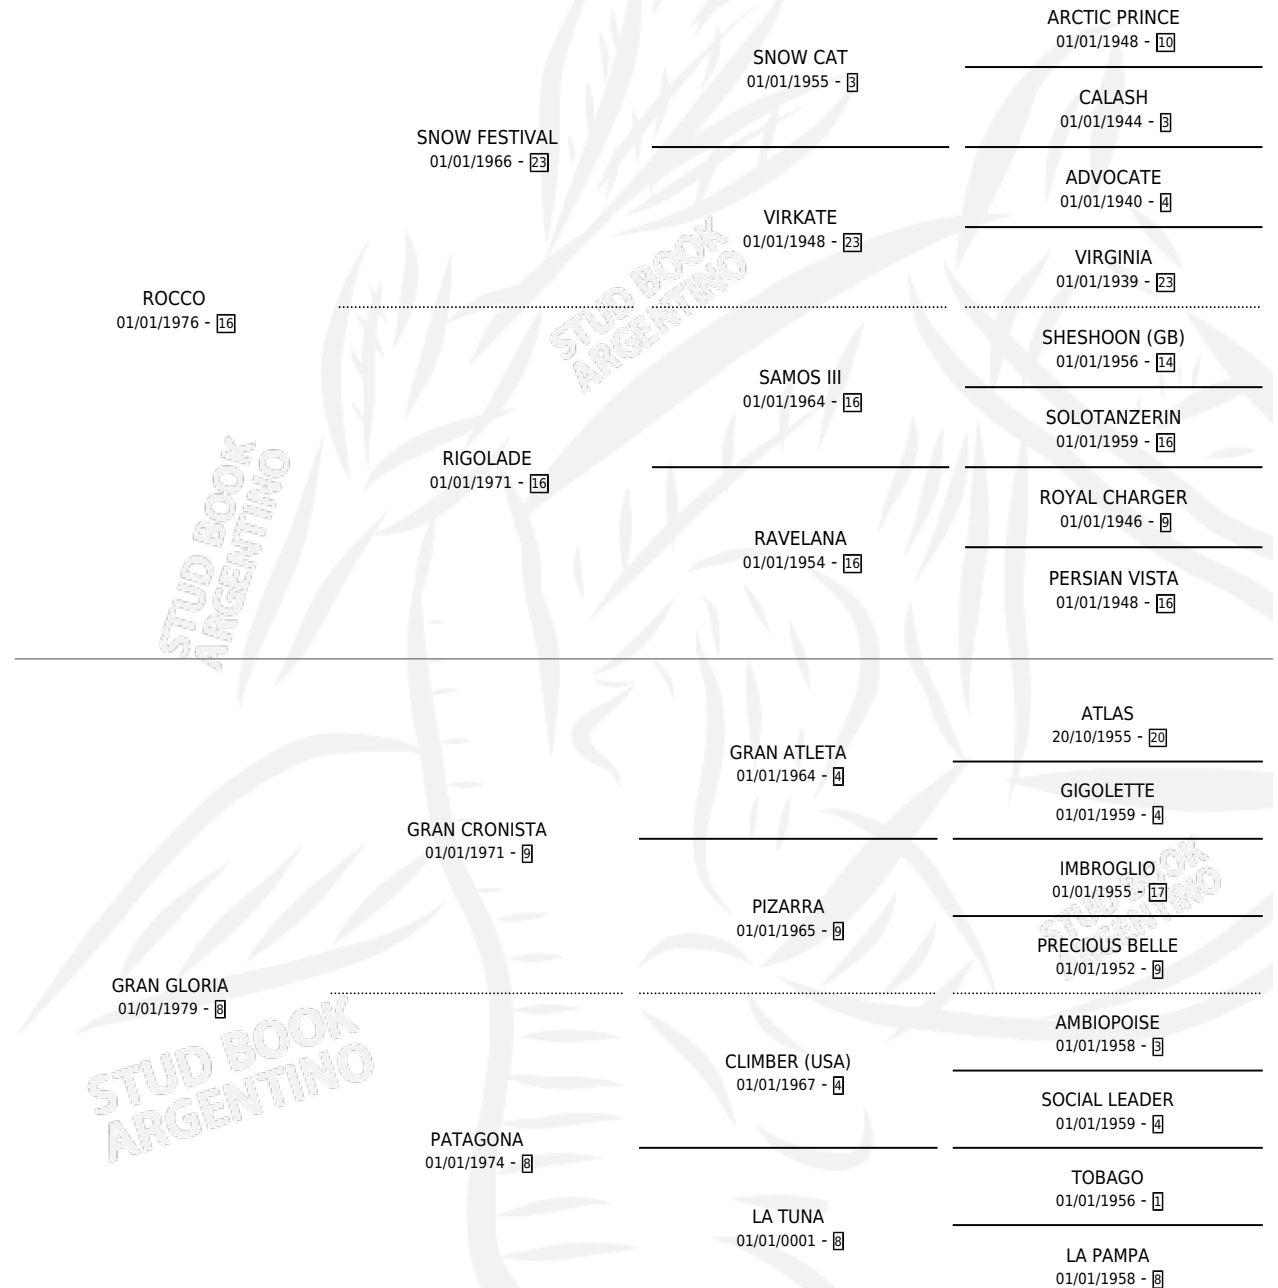 ARCTIC PRINCE
01/01/1948 - 10
SNOW CAT
01/01/1955 - 3
CALASH
01/01/1944 - 3
SNOW FESTIVAL
01/01/1966 - 23
ADVOCATE
01/01/1940 - 4
VIRKATE
01/01/1948 - 23
VIRGINIA
01/01/1939 - 23
ROCCO
01/01/1976 - 16
SHESHOON (GB)
01/01/1956 - 14
SAMOS III
01/01/1964 - 16
SOLOTANZERIN
01/01/1959 - 16
RIGOLADE
01/01/1971 - 16
ROYAL CHARGER
01/01/1946 - 9
RAVELANA
01/01/1954 - 16
PERSIAN VISTA
01/01/1948 - 16
ATLAS
20/10/1955 - 20
GRAN ATLETA
01/01/1964 - 4
GIGOLETTE
01/01/1959 - 4
GRAN CRONISTA
01/01/1971 - 9
IMBROGLIO
01/01/1955 - 17
PIZARRA
01/01/1965 - 9
PRECIOUS BELLE
01/01/1952 - 9
GRAN GLORIA
01/01/1979 - 8
AMBIOPOISE
01/01/1958 - 3
CLIMBER (USA)
01/01/1967 - 4
SOCIAL LEADER
01/01/1959 - 4
PATAGONA
01/01/1974 - 8
TOBAGO
01/01/1956 - 1
LA TUNA
01/01/0001 - 8
LA PAMPA
01/01/1958 - 8
STUD BOOK
ARGENTINO
STUD BOOK
ARGENTINO
STUD BOOK
ARGENTINO
STUD BOOK
ARGENTINO